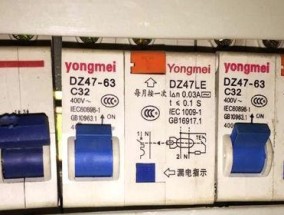 yongmei
DZ47-63
C32
400V~
IEC60898-1
GB10963.1
ON
每月按一次
yongmei
DZ47LE
I△n 0.03A
t ≤ 0.1 S
IEC 1009-1
GB16917.1
1 N
2 N
漏电指示
yongmei
DZ47-63
C32
400V~
IEC60898-1
GB10963.1
ON